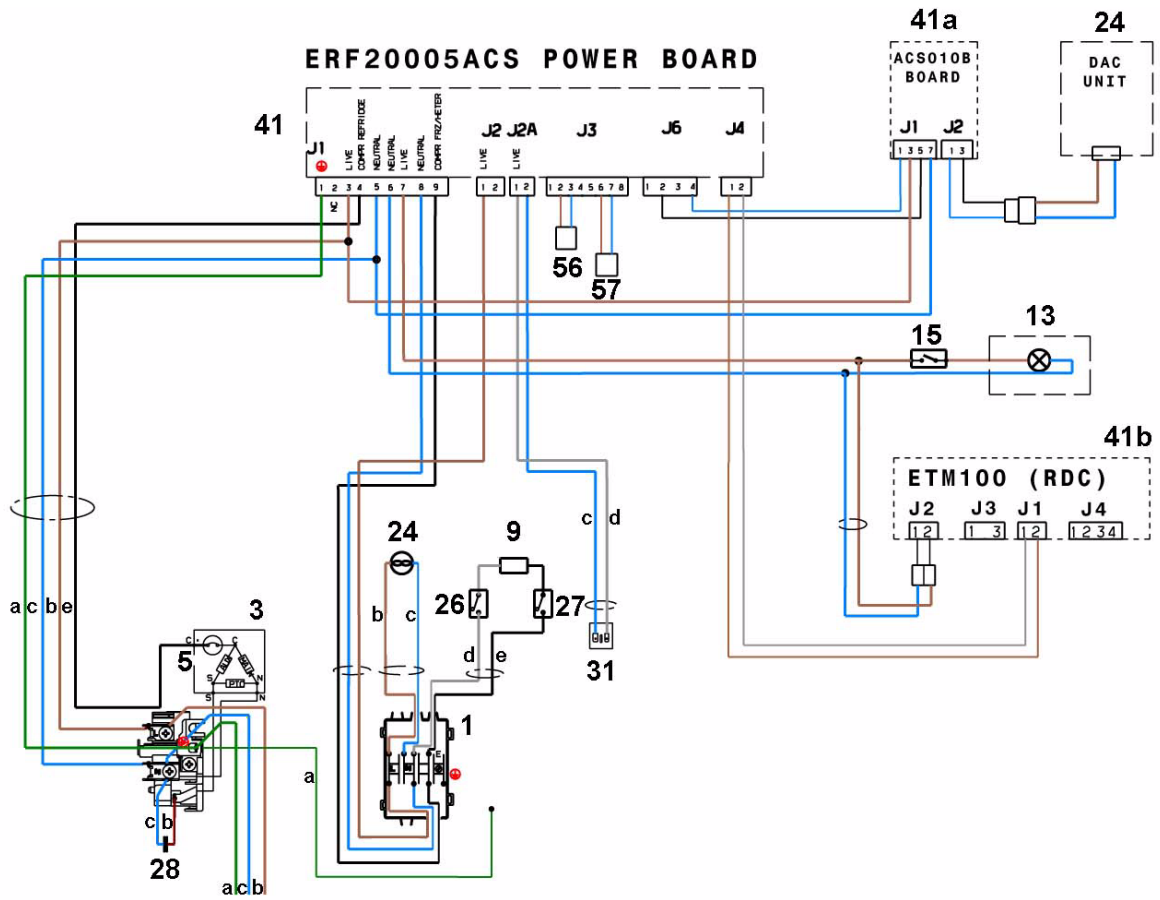 41a
24
ERF20005ACS POWER BOARD
ACS010B
BOARD
DAC
UNIT
41
J1
LIVE
COMPR REFRIDGE
NEUTRAL
NEUTRAL
LIVE
NEUTRAL
COMPR FRZ/HETER
LIVE
J2
LIVE
J2A
J3
J6
J4
J1
J2
1 3 5 7
1 3
1 2 3 4 5 6 7 8 9
1 2
1 2
1 2 3 4 5 6 7 8
1 2 3 4
1 2
NC
56
57
15
13
41b
ETM100 (RDC)
J2
J3
J1
J4
1 2
1 3
1 2
1 2 3 4
24
9
c d
26
27
b
c
a c b e
3
5
C
C
S
N
PTC
S
N
d
e
31
1
a
c b
28
a c b